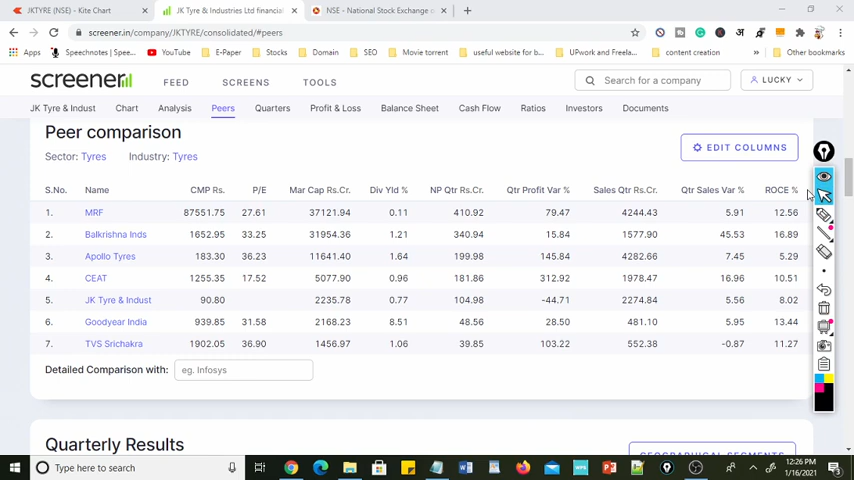 JKTYRE (NSE) - Kite Chart
JK Tyre & Industries Ltd financial
NSE - National Stock Exchange o
screener.in/company/JKTYRE/consolidated/#peers
Apps
Speechnotes | Spee...
YouTube
E-Paper
Stocks
Domain
SEO
Movie torrent
useful website for b...
UPwork and Freela...
content creation
Other bookmarks
screener
FEED
SCREENS
TOOLS
Search for a company
LUCKY
JK Tyre & Indust
Chart
Analysis
Peers
Quarters
Profit & Loss
Balance Sheet
Cash Flow
Ratios
Investors
Documents
Peer comparison
Sector: Tyres Industry: Tyres
EDIT COLUMNS
S.No. Name CMP Rs. P/E Mar Cap Rs.Cr. Div Yld % NP Qtr Rs.Cr. Qtr Profit Var % Sales Qtr Rs.Cr. Qtr Sales Var % ROCE %
1. MRF 87551.75 27.61 37121.94 0.11 410.92 79.47 4244.43 5.91 12.56
2. Balkrishna Inds 1652.95 33.25 31954.36 1.21 340.94 15.84 1577.90 45.53 16.89
3. Apollo Tyres 183.30 36.23 11641.40 1.64 199.98 145.84 4282.66 7.45 5.29
4. CEAT 1255.35 17.52 5077.90 0.96 181.86 312.92 1978.47 16.96 10.51
5. JK Tyre & Indust 90.80 2235.78 0.77 104.98 -44.71 2274.84 5.56 8.02
6. Goodyear India 939.85 31.58 2168.23 8.51 48.56 28.50 481.10 5.95 13.44
7. TVS Srichakra 1902.05 36.90 1456.97 1.06 39.85 103.22 552.38 -0.87 11.27
Detailed Comparison with: eg. Infosys
Quarterly Results
GEOGRAPHICAL SEGMENTS
Type here to search
12:26 PM
1/16/2021